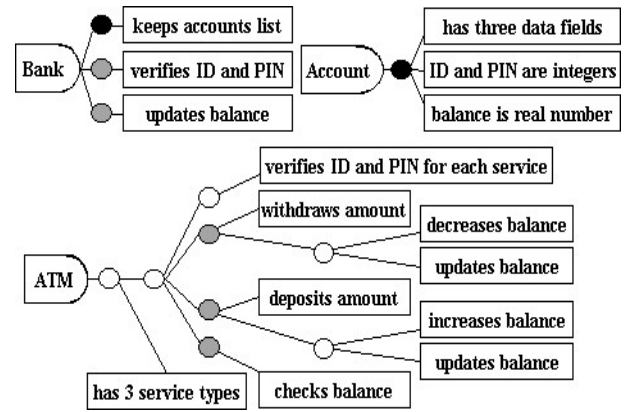 keeps accounts list
Bank
verifies ID and PIN
updates balance
has three data fields
Account
ID and PIN are integers
balance is real number
verifies ID and PIN for each service
withdraws amount
decreases balance
updates balance
ATM
deposits amount
increases balance
updates balance
has 3 service types
checks balance